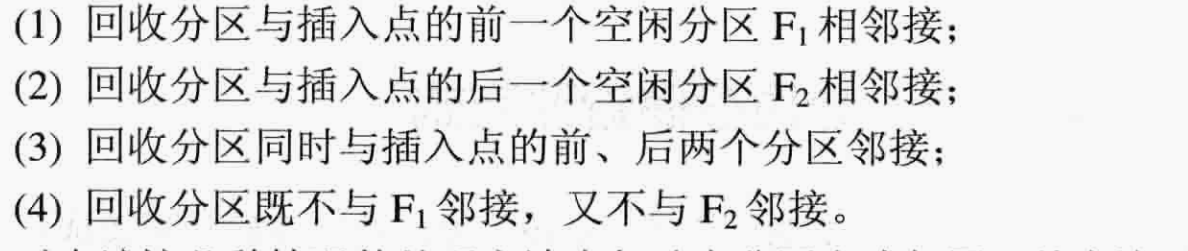 (1) 回收分区与插入点的前一个空闲分区 F₁ 相邻接；
(2) 回收分区与插入点的后一个空闲分区 F₂ 相邻接；
(3) 回收分区同时与插入点的前、后两个分区邻接；
(4) 回收分区既不与 F₁ 邻接，又不与 F₂ 邻接。